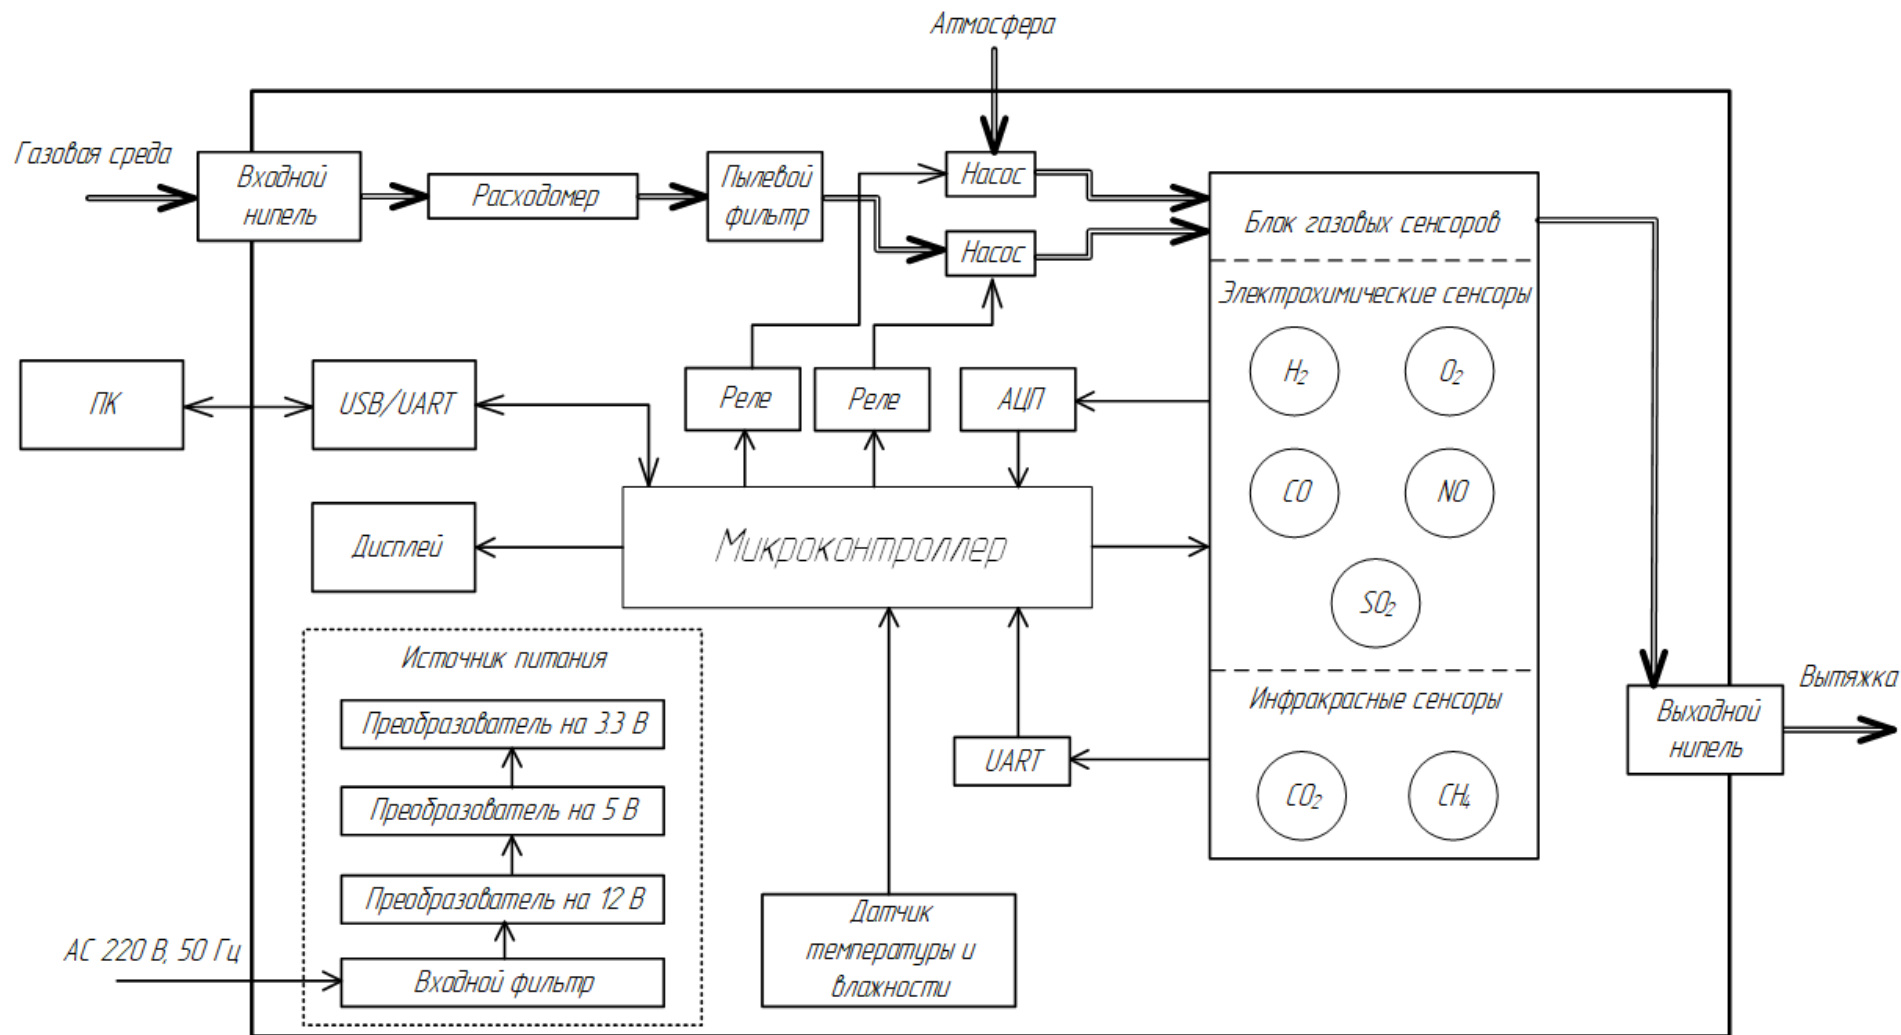 Атмосфера
Газовая среда
Входной
нипель
Расходомер
Пылевой
фильтр
Насос
Насос
Блок газовых сенсоров
Электрохимические сенсоры
H₂
O₂
ПК
USB/UART
Реле
Реле
АЦП
CO
NO
Дисплей
Микроконтроллер
SO₂
Источник питания
Инфракрасные сенсоры
Вытяжка
Преобразователь на 3.3 В
Выходной
нипель
UART
Преобразователь на 5 В
CO₂
CH₄
Преобразователь на 12 В
Датчик
температуры и
влажности
АС 220 В, 50 Гц
Входной фильтр